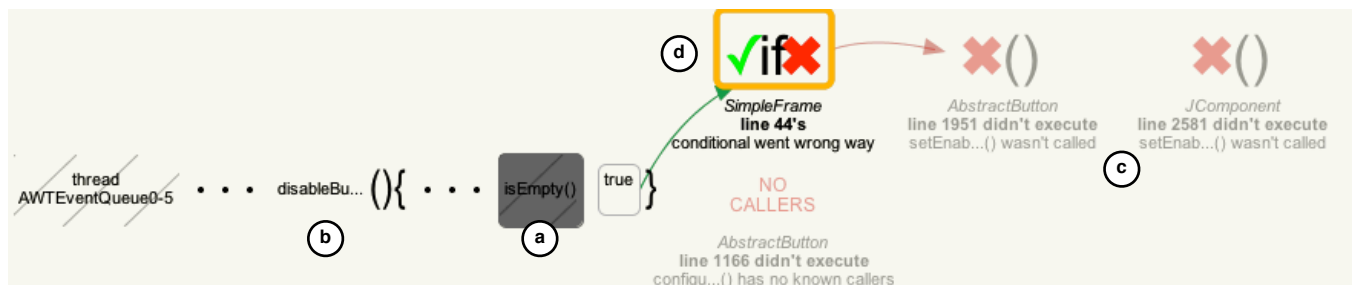 d
if
()
()
SimpleFrame
line 44's
conditional went wrong way
AbstractButton
line 1951 didn't execute
setEnab...() wasn't called
JComponent
line 2581 didn't execute
setEnab...() wasn't called
c
thread
AWTEventQueue0-5
• • •
disableBu...
(){
• • •
isEmpty()
true
}
b
a
NO
CALLERS
AbstractButton
line 1166 didn't execute
configu...() has no known callers